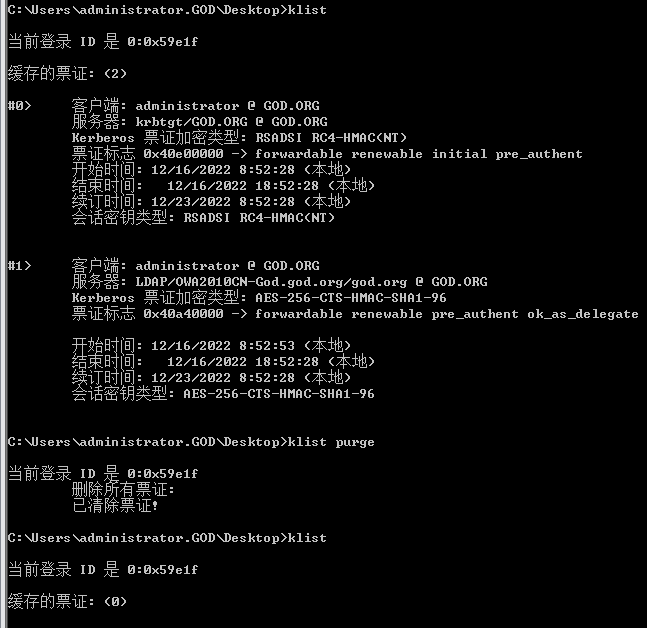 C:\Users\administrator.GOD\Desktop>klist
当前登录 ID 是 0:0x59e1f
缓存的票证: (2)
#0> 客户端: administrator @ GOD.ORG
服务器: krbtgt/GOD.ORG @ GOD.ORG
Kerberos 票证加密类型: RSADSI RC4-HMAC(NT)
票证标志 0x40e00000 -> forwardable renewable initial pre_authent
开始时间: 12/16/2022 8:52:28 (本地)
结束时间: 12/16/2022 18:52:28 (本地)
续订时间: 12/23/2022 8:52:28 (本地)
会话密钥类型: RSADSI RC4-HMAC(NT)
#1> 客户端: administrator @ GOD.ORG
服务器: LDAP/OWA2010CN-God.god.org/god.org @ GOD.ORG
Kerberos 票证加密类型: AES-256-CTS-HMAC-SHA1-96
票证标志 0x40a40000 -> forwardable renewable pre_authent ok_as_delegate
开始时间: 12/16/2022 8:52:53 (本地)
结束时间: 12/16/2022 18:52:28 (本地)
续订时间: 12/23/2022 8:52:28 (本地)
会话密钥类型: AES-256-CTS-HMAC-SHA1-96
C:\Users\administrator.GOD\Desktop>klist purge
当前登录 ID 是 0:0x59e1f
删除所有票证:
已清除票证!
C:\Users\administrator.GOD\Desktop>klist
当前登录 ID 是 0:0x59e1f
缓存的票证: (0)